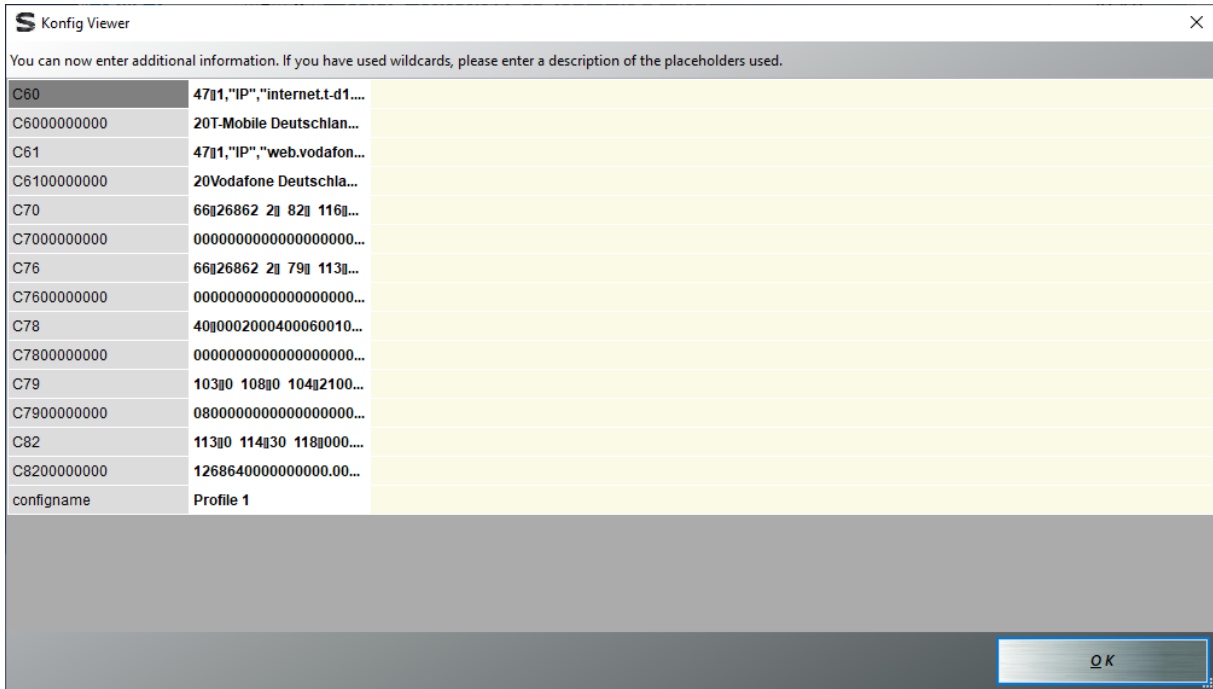 Konfig Viewer
You can now enter additional information. If you have used wildcards, please enter a description of the placeholders used.
C60 47▯1,"IP","internet.t-d1....
C6000000000 20T-Mobile Deutschlan...
C61 47▯1,"IP","web.vodafon...
C6100000000 20Vodafone Deutschla...
C70 66▯26862 2▯ 82▯ 116▯...
C7000000000 0000000000000000000...
C76 66▯26862 2▯ 79▯ 113▯...
C7600000000 0000000000000000000...
C78 40▯0002000400060010...
C7800000000 0000000000000000000...
C79 103▯0 108▯0 104▯2100...
C7900000000 0800000000000000000...
C82 113▯0 114▯30 118▯000....
C8200000000 1268640000000000.00...
configname Profile 1
OK